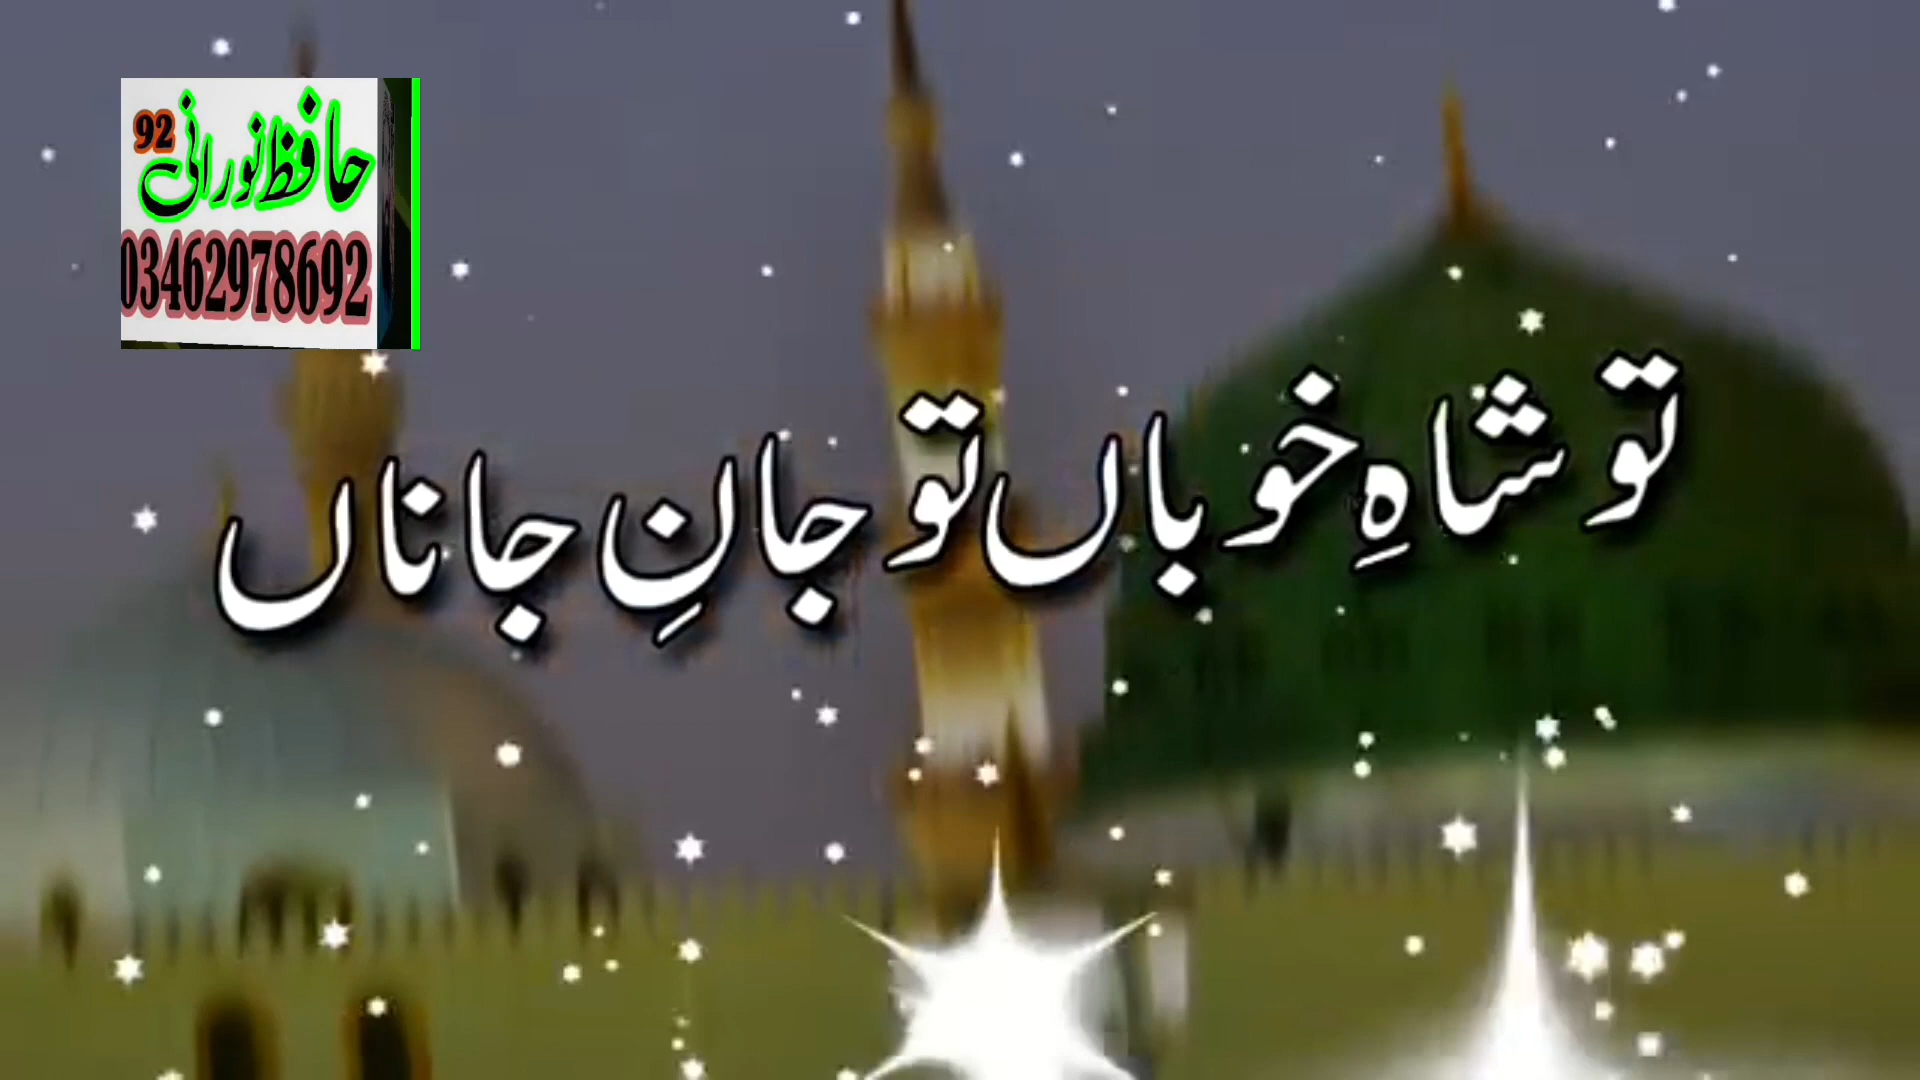 حافظ نورانی 92
03462978692
تو شاہِ خوباں تو جانِ جاناں